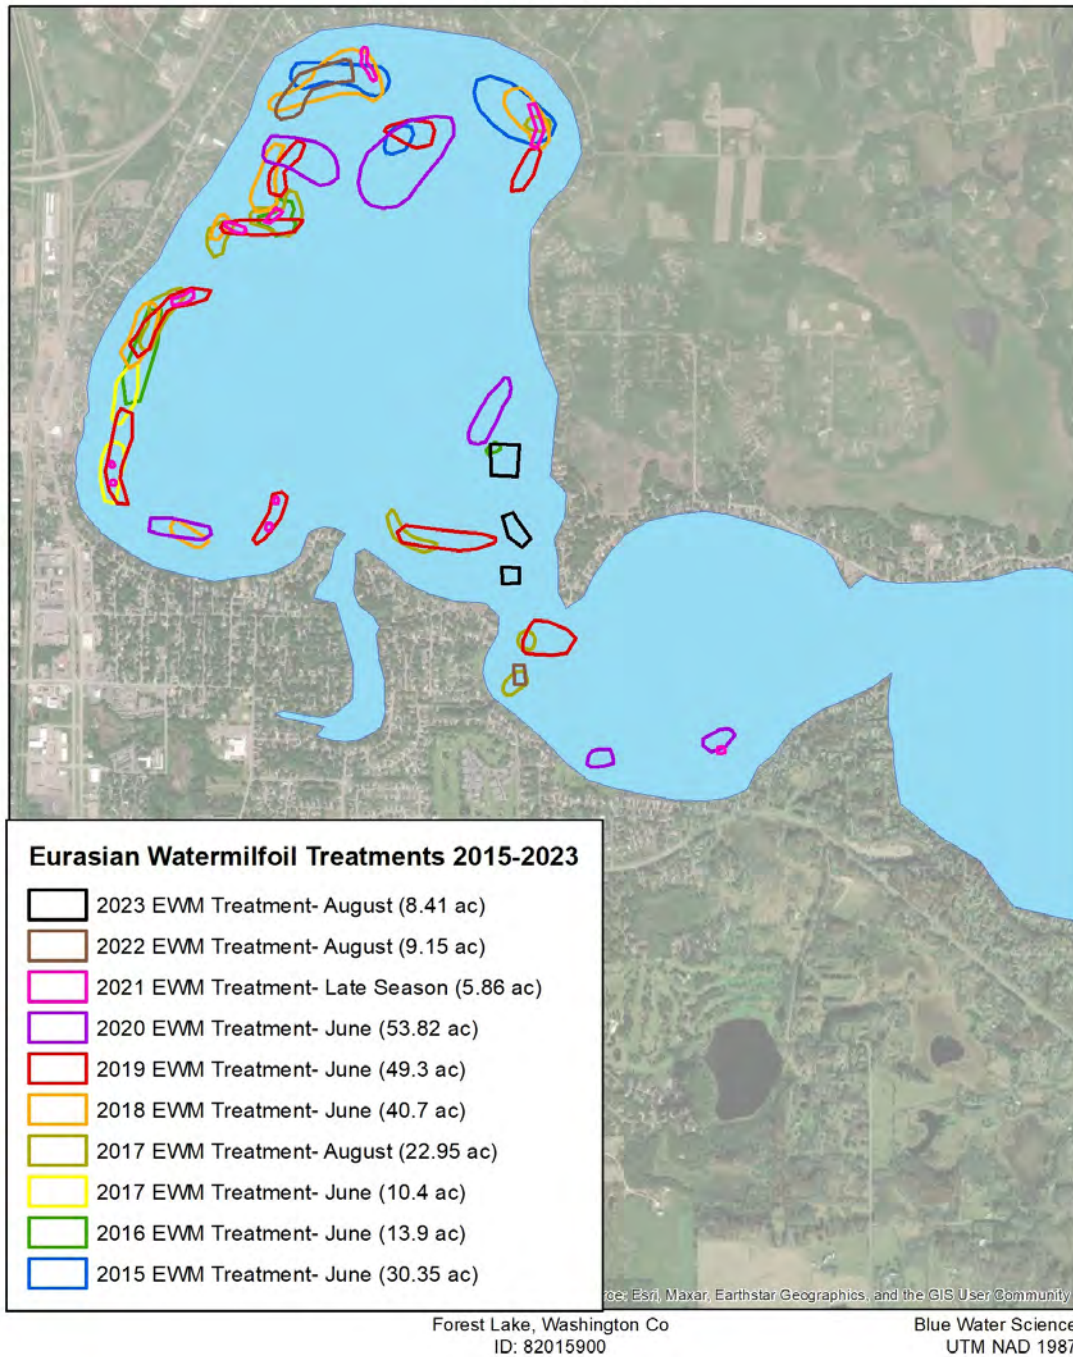 Eurasian Watermilfoil Treatments 2015-2023
2023 EWM Treatment- August (8.41 ac)
2022 EWM Treatment- August (9.15 ac)
2021 EWM Treatment- Late Season (5.86 ac)
2020 EWM Treatment- June (53.82 ac)
2019 EWM Treatment- June (49.3 ac)
2018 EWM Treatment- June (40.7 ac)
2017 EWM Treatment- August (22.95 ac)
2017 EWM Treatment- June (10.4 ac)
2016 EWM Treatment- June (13.9 ac)
2015 EWM Treatment- June (30.35 ac)
rce: Esri, Maxar, Earthstar Geographics, and the GIS User Community
Forest Lake, Washington Co
ID: 82015900
Blue Water Science
UTM NAD 1987